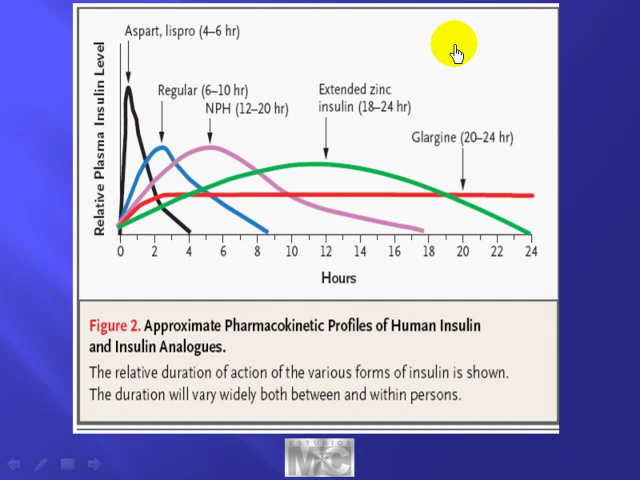 Aspart, lispro (4–6 hr)
Regular (6–10 hr)
NPH (12–20 hr)
Extended zinc
insulin (18–24 hr)
Glargine (20–24 hr)
Relative Plasma Insulin Level
0 2 4 6 8 10 12 14 16 18 20 22 24
Hours
Figure 2. Approximate Pharmacokinetic Profiles of Human Insulin
and Insulin Analogues.
The relative duration of action of the various forms of insulin is shown.
The duration will vary widely both between and within persons.
ESTUDIOS
MC